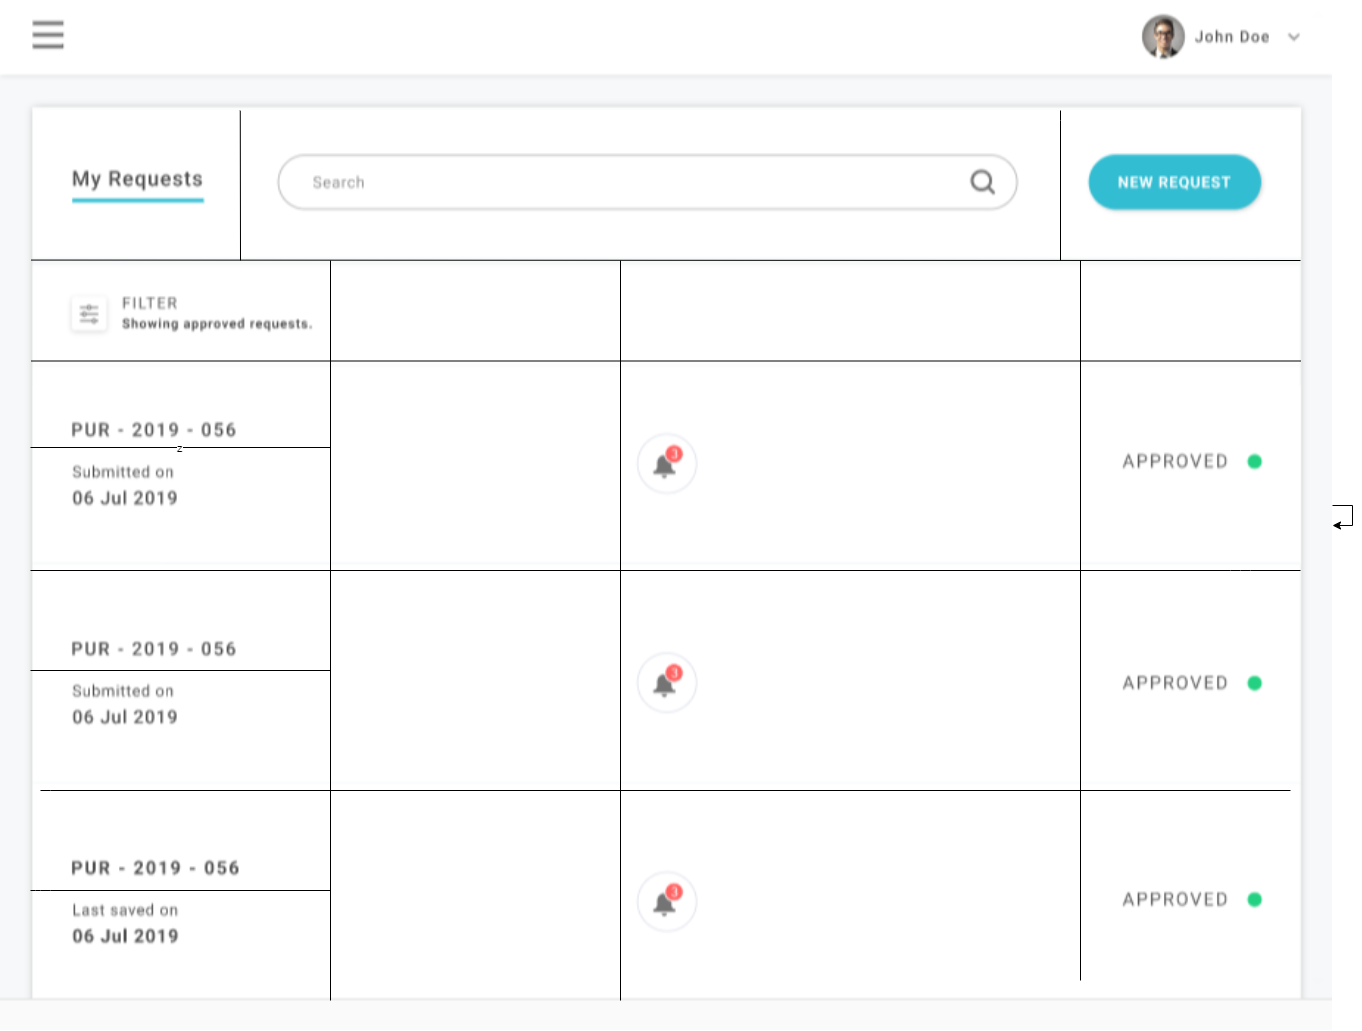 John Doe
My Requests
Search
NEW REQUEST
FILTER
Showing approved requests.
PUR - 2019 - 056
z
Submitted on
06 Jul 2019
3
APPROVED
PUR - 2019 - 056
Submitted on
06 Jul 2019
3
APPROVED
PUR - 2019 - 056
Last saved on
06 Jul 2019
3
APPROVED